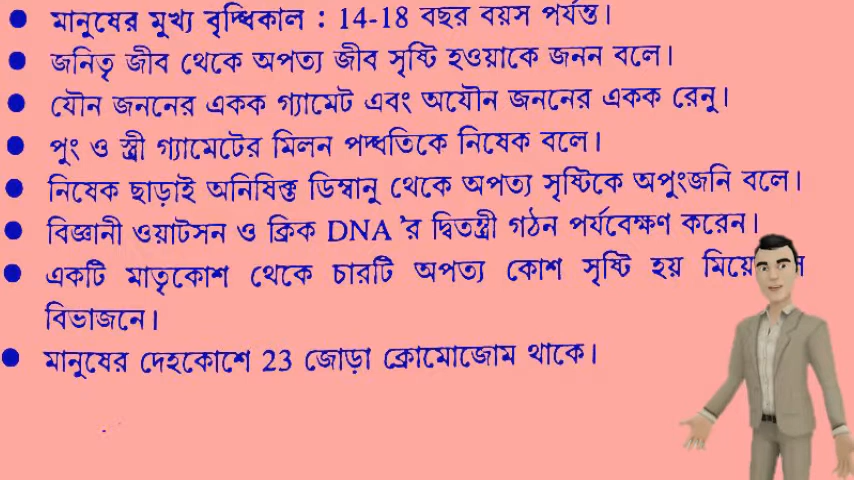 ● মানুষের মুখ্য বৃদ্ধিকাল : 14-18 বছর বয়স পর্যন্ত।
● জনিতৃ জীব থেকে অপত্য জীব সৃষ্টি হওয়াকে জনন বলে।
● যৌন জননের একক গ্যামেট এবং অযৌন জননের একক রেনু।
● পুং ও স্ত্রী গ্যামেটের মিলন পদ্ধতিকে নিষেক বলে।
● নিষেক ছাড়াই অনিষিক্ত ডিম্বানু থেকে অপত্য সৃষ্টিকে অপুংজনি বলে।
● বিজ্ঞানী ওয়াটসন ও ক্রিক DNA 'র দ্বিতন্ত্রী গঠন পর্যবেক্ষণ করেন।
● একটি মাতৃকোশ থেকে চারটি অপত্য কোশ সৃষ্টি হয়
বিভাজনে।
● মানুষের দেহকোশে 23 জোড়া ক্রোমোজোম থাকে।